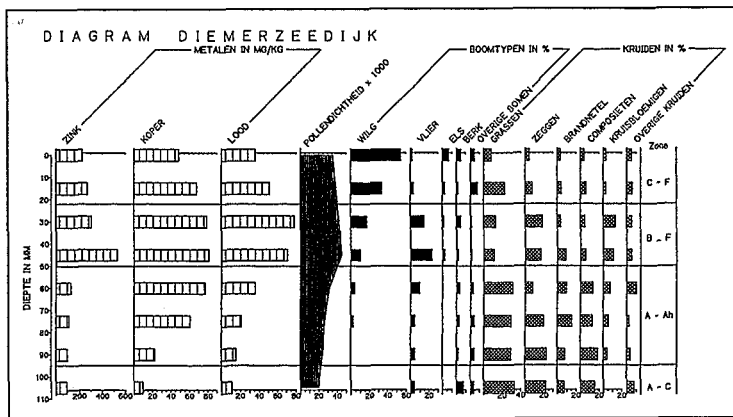 DIAGRAM DIEMERZEEDIJK
METALEN IN MG/KG
BOOMTYPEN IN %
KRUIDEN IN %
ZINK
KOPER
LOOD
POLLENDICHTHEID x 1000
WILG
VLIER
ELS
BERK
OVERIGE BOMEN
GRASSEN
ZEGGEN
BRANDNETEL
COMPOSIETEN
KRUISBLOEMIGEN
OVERIGE KRUIDEN
Zone
DIEPTE IN MM
0
10
20
30
40
50
60
70
80
90
100
110
C - F
B - F
A - Ah
A - C
200 400 600
20 40 60 80
20 40 60 80
20 40
20 40 60
20
20 40
20
20
20
20